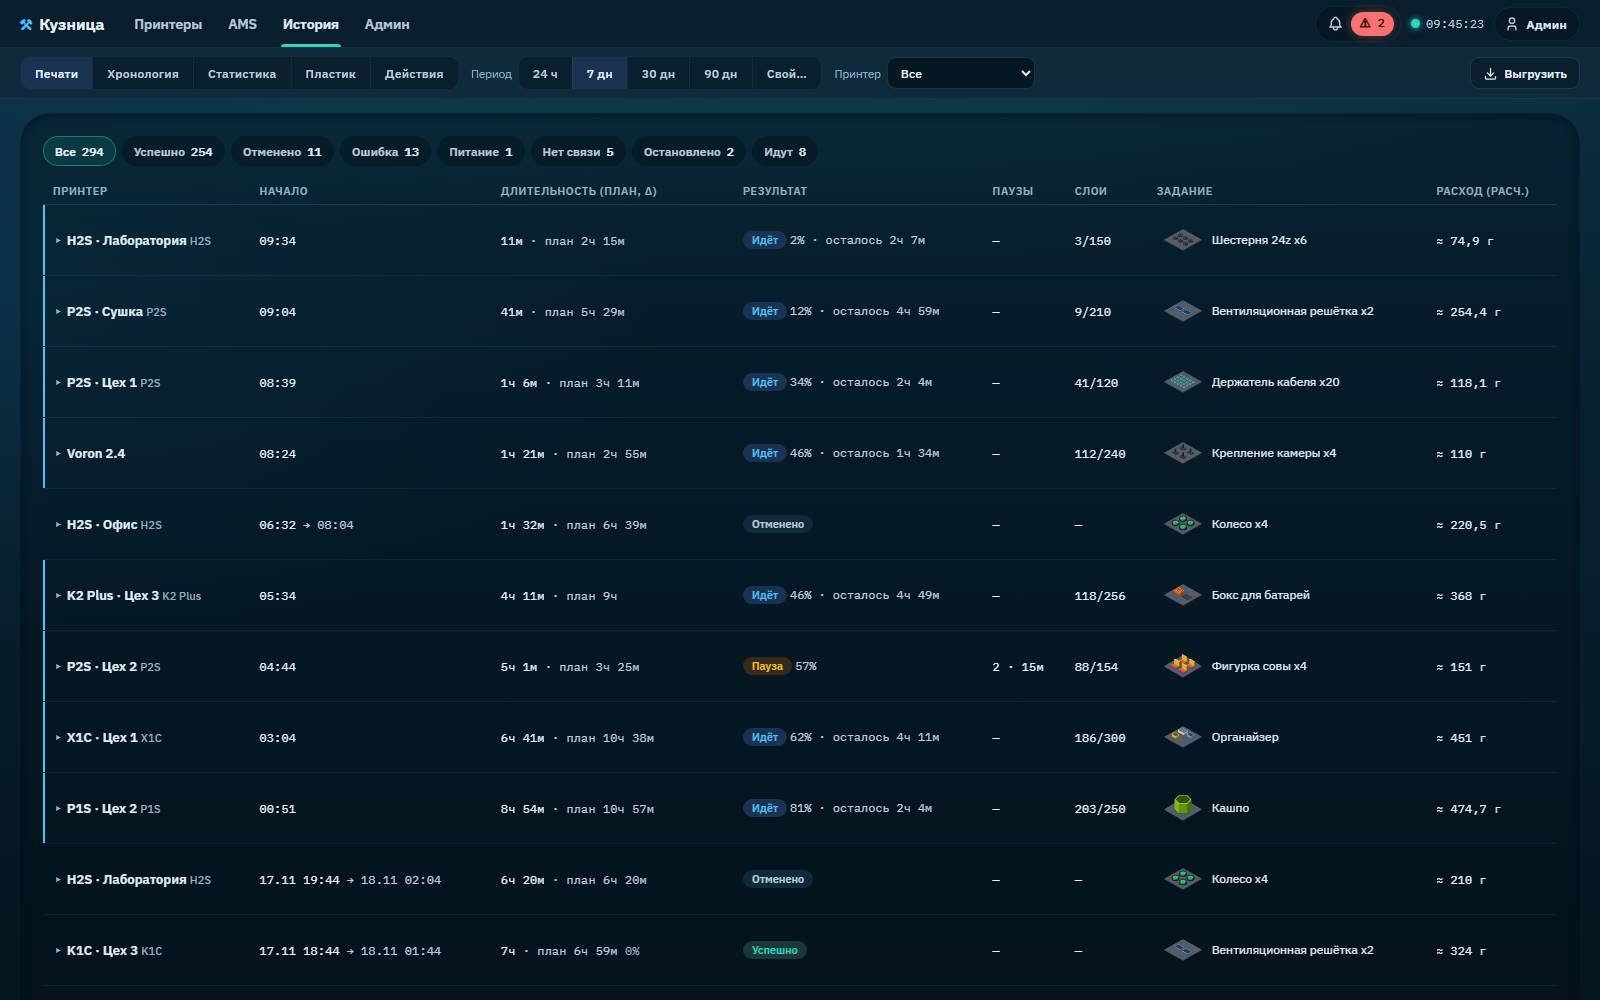 Кузница Принтеры AMS История Админ 2 09:45:23 Админ
Печати Хронология Статистика Пластик Действия Период 24 ч 7 дн 30 дн 90 дн Свой... Принтер Все Выгрузить
Все 294 Успешно 254 Отменено 11 Ошибка 13 Питание 1 Нет связи 5 Остановлено 2 Идут 8
ПРИНТЕР НАЧАЛО ДЛИТЕЛЬНОСТЬ (ПЛАН, Δ) РЕЗУЛЬТАТ ПАУЗЫ СЛОИ ЗАДАНИЕ РАСХОД (РАСЧ.)
H2S · Лаборатория H2S 09:34 11м · план 2ч 15м Идёт 2% · осталось 2ч 7м — 3/150 Шестерня 24z x6 ≈ 74,9 г
P2S · Сушка P2S 09:04 41м · план 5ч 29м Идёт 12% · осталось 4ч 59м — 9/210 Вентиляционная решётка x2 ≈ 254,4 г
P2S · Цех 1 P2S 08:39 1ч 6м · план 3ч 11м Идёт 34% · осталось 2ч 4м — 41/120 Держатель кабеля x20 ≈ 118,1 г
Voron 2.4 08:24 1ч 21м · план 2ч 55м Идёт 46% · осталось 1ч 34м — 112/240 Крепление камеры x4 ≈ 110 г
H2S · Офис H2S 06:32 → 08:04 1ч 32м · план 6ч 39м Отменено — — Колесо x4 ≈ 220,5 г
K2 Plus · Цех 3 K2 Plus 05:34 4ч 11м · план 9ч Идёт 46% · осталось 4ч 49м — 118/256 Бокс для батарей ≈ 368 г
P2S · Цех 2 P2S 04:44 5ч 1м · план 3ч 25м Пауза 57% 2 · 15м 88/154 Фигурка совы x4 ≈ 151 г
X1C · Цех 1 X1C 03:04 6ч 41м · план 10ч 38м Идёт 62% · осталось 4ч 11м — 186/300 Органайзер ≈ 451 г
P1S · Цех 2 P1S 00:51 8ч 54м · план 10ч 57м Идёт 81% · осталось 2ч 4м — 203/250 Кашпо ≈ 474,7 г
H2S · Лаборатория H2S 17.11 19:44 → 18.11 02:04 6ч 20м · план 6ч 20м Отменено — — Колесо x4 ≈ 210 г
K1C · Цех 3 K1C 17.11 18:44 → 18.11 01:44 7ч · план 6ч 59м 0% Успешно — — Вентиляционная решётка x2 ≈ 324 г